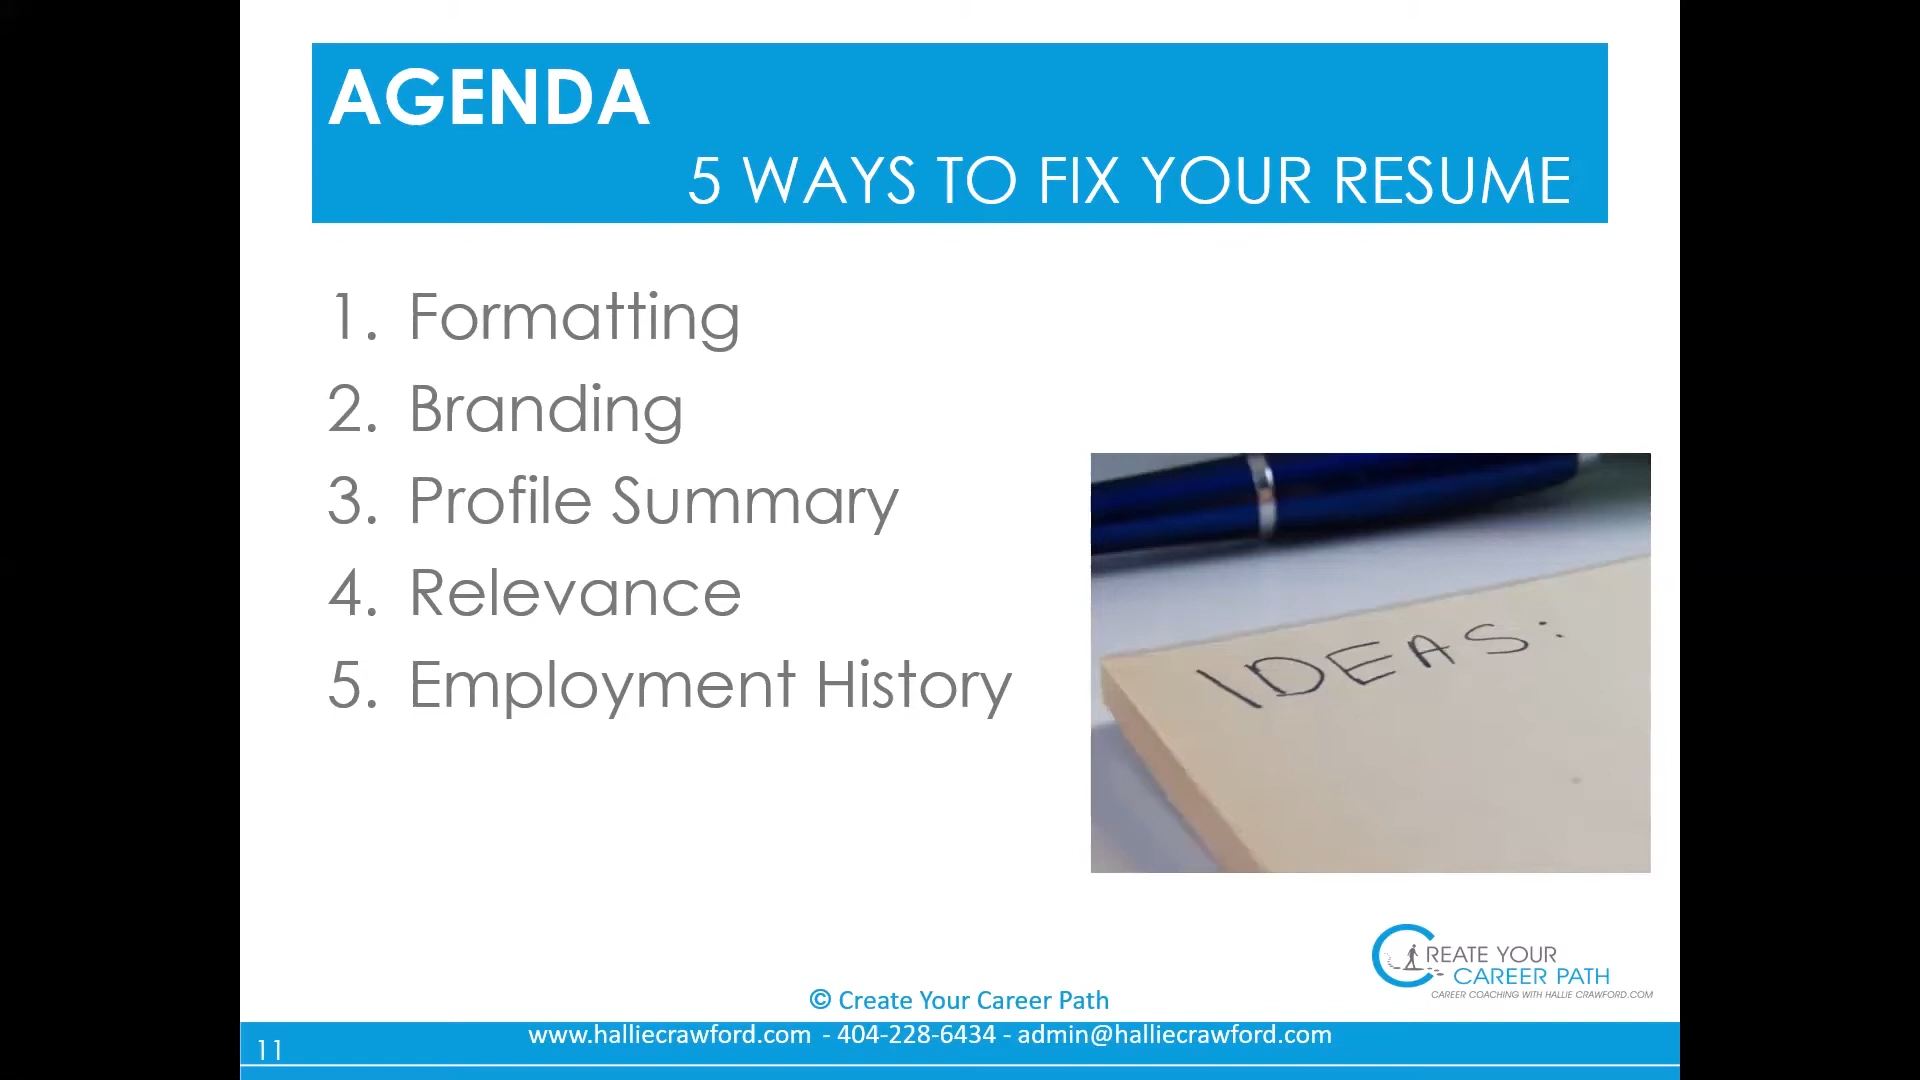 AGENDA
5 WAYS TO FIX YOUR RESUME
1. Formatting
2. Branding
3. Profile Summary
4. Relevance
5. Employment History
IDEAS:
CREATE YOUR
CAREER PATH
CAREER COACHING WITH HALLIE CRAWFORD.COM
© Create Your Career Path
www.halliecrawford.com - 404-228-6434 - admin@halliecrawford.com
11